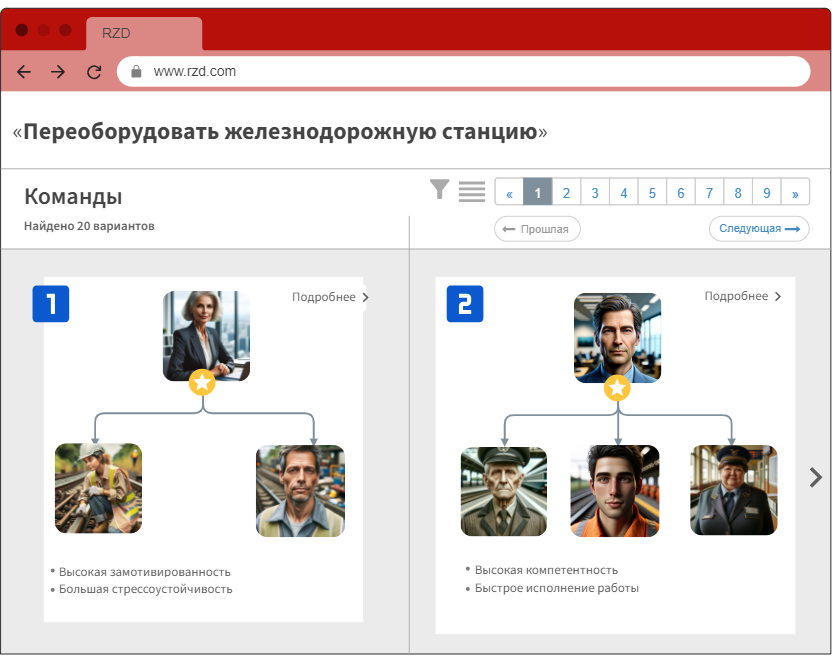 RZD
www.rzd.com
«Переоборудовать железнодорожную станцию»
Команды
Найдено 20 вариантов
« 1 2 3 4 5 6 7 8 9 »
Прошлая
Следующая
1
Подробнее
2
Подробнее
• Высокая замотивированность
• Большая стрессоустойчивость
• Высокая компетентность
• Быстрое исполнение работы